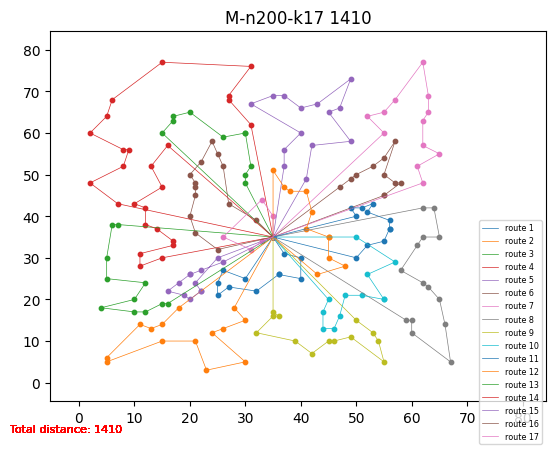 M-n200-k17 1410
80
70
60
50
40
30
20
10
0
0
10
20
30
40
50
60
70
80
route 1
route 2
route 3
route 4
route 5
route 6
route 7
route 8
route 9
route 10
route 11
route 12
route 13
route 14
route 15
route 16
route 17
Total distance: 1410